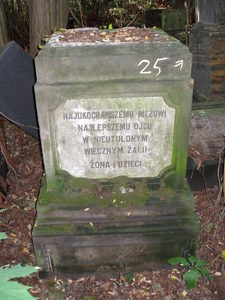 25
NAJUKOCHAŃSZEMU MĘŻOWI
NAJLEPSZEMU OJCU
W NIEUTULONYM
WIECZNYM ŻALU
ŻONA I DZIECI